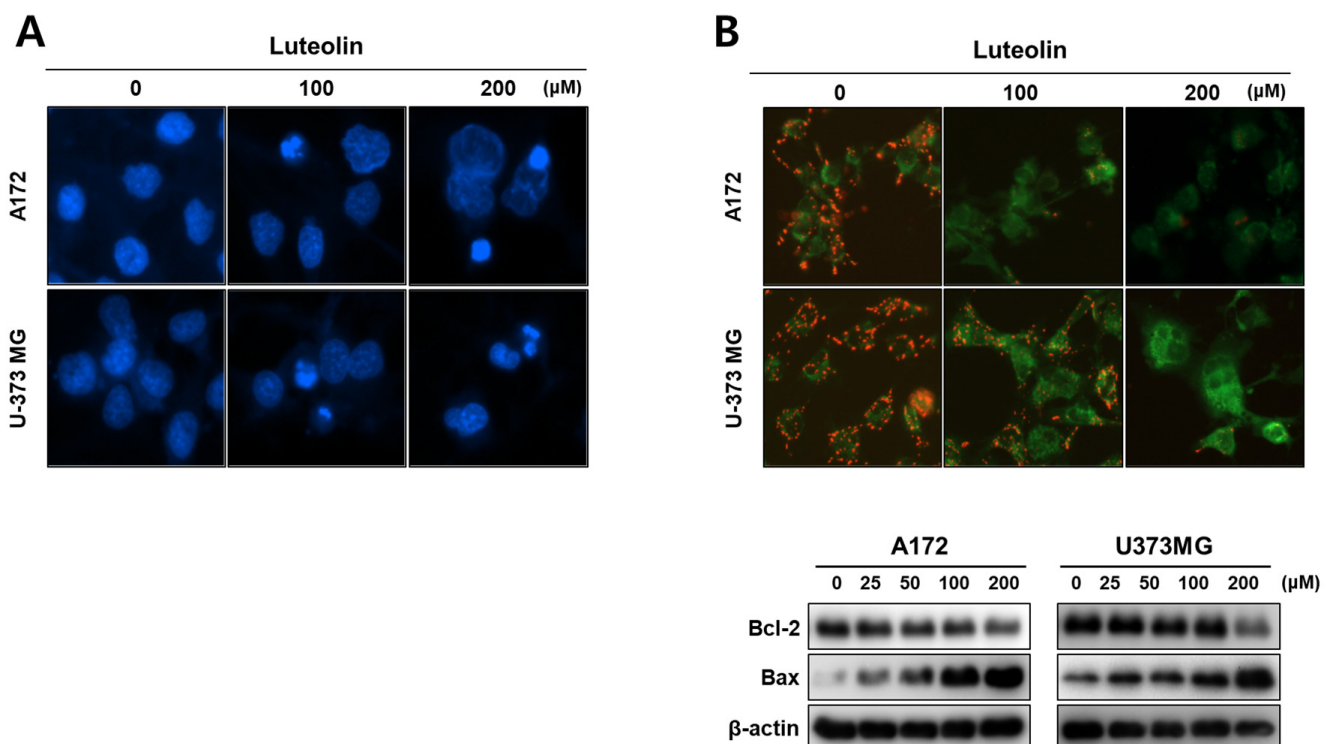 A
Luteolin
0 100 200 (μM)
A172
U-373 MG
B
Luteolin
0 100 200 (μM)
A172
U-373 MG
A172 U373MG
0 25 50 100 200 0 25 50 100 200 (μM)
Bcl-2
Bax
β-actin